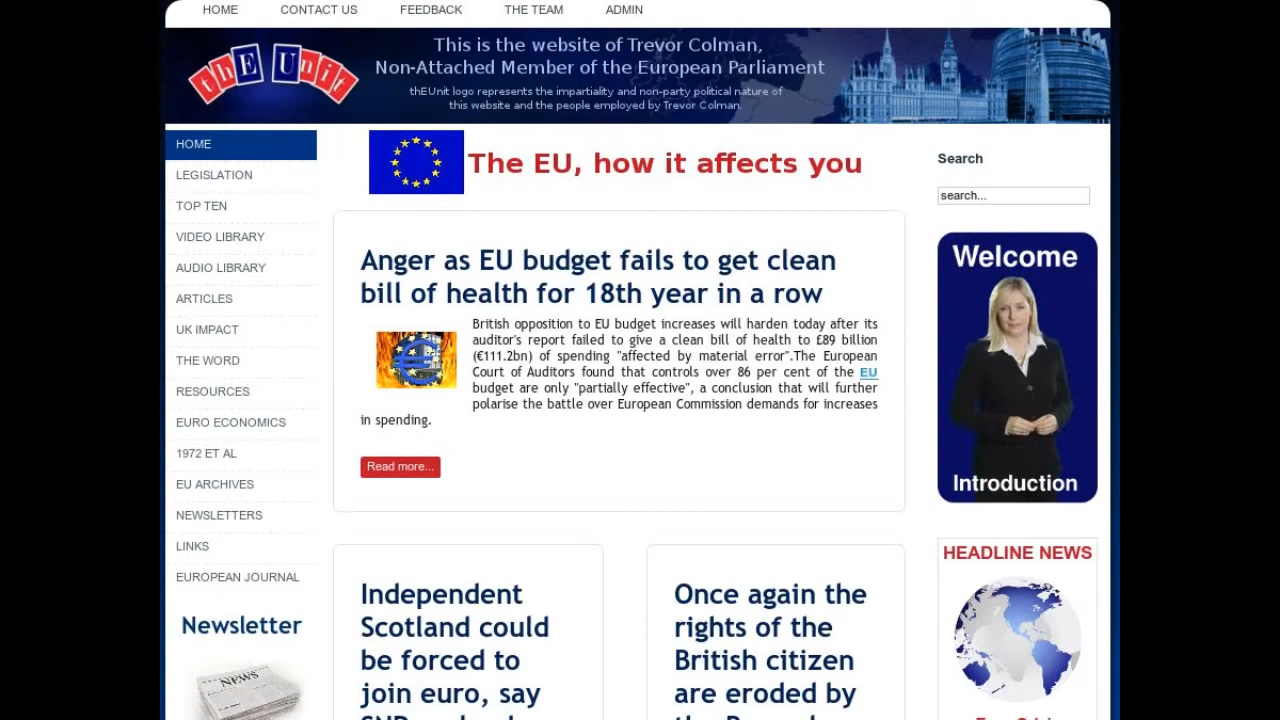 HOME
CONTACT US
FEEDBACK
THE TEAM
ADMIN
thEUnit
This is the website of Trevor Colman,
Non-Attached Member of the European Parliament
thEUnit logo represents the impartiality and non-party political nature of
this website and the people employed by Trevor Colman.
HOME
LEGISLATION
TOP TEN
VIDEO LIBRARY
AUDIO LIBRARY
ARTICLES
UK IMPACT
THE WORD
RESOURCES
EURO ECONOMICS
1972 ET AL
EU ARCHIVES
NEWSLETTERS
LINKS
EUROPEAN JOURNAL
Newsletter
NEWS
The EU, how it affects you
Anger as EU budget fails to get clean
bill of health for 18th year in a row
British opposition to EU budget increases will harden today after its
auditor's report failed to give a clean bill of health to £89 billion
(€111.2bn) of spending "affected by material error".The European
Court of Auditors found that controls over 86 per cent of the EU
budget are only "partially effective", a conclusion that will further
polarise the battle over European Commission demands for increases
in spending.
Read more...
Independent
Scotland could
be forced to
join euro, say
Once again the
rights of the
British citizen
are eroded by
Search
search...
Welcome
Introduction
HEADLINE NEWS